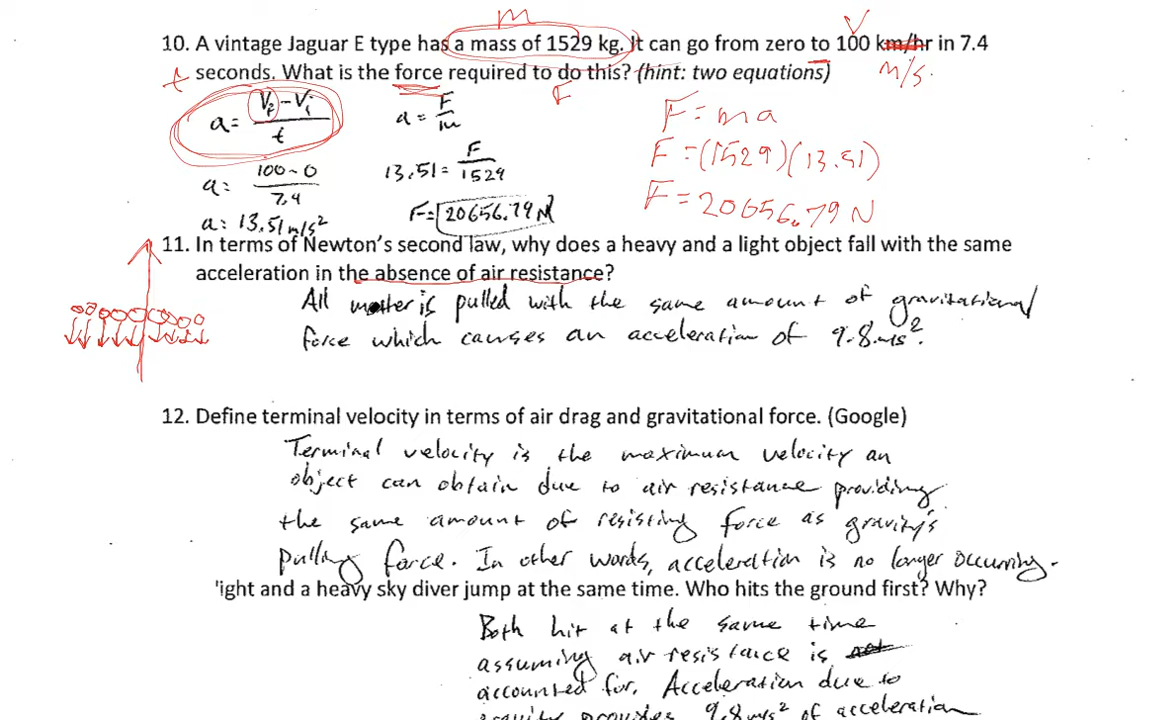 m
V
10. A vintage Jaguar E type has a mass of 1529 kg. It can go from zero to 100 km/hr in 7.4
t seconds. What is the force required to do this? (hint: two equations) m/s.
F
a = Vf - Vi / t
a = F / m
F = ma
a = 100 - 0 / 7.4
13.51 = F / 1529
F = (1529)(13.51)
a = 13.51 m/s²
F = 20656.79 N
F = 20656.79 N
11. In terms of Newton's second law, why does a heavy and a light object fall with the same
acceleration in the absence of air resistance?
All matter is pulled with the same amount of gravitational
force which causes an acceleration of 9.8 m/s².
12. Define terminal velocity in terms of air drag and gravitational force. (Google)
Terminal velocity is the maximum velocity an
object can obtain due to air resistance providing
the same amount of resisting force as gravity's
pulling force. In other words, acceleration is no longer occurring.
ight and a heavy sky diver jump at the same time. Who hits the ground first? Why?
Both hit at the same time
assuming air resistance is
accounted for. Acceleration due to
gravity provides 9.8 m/s² of acceleration